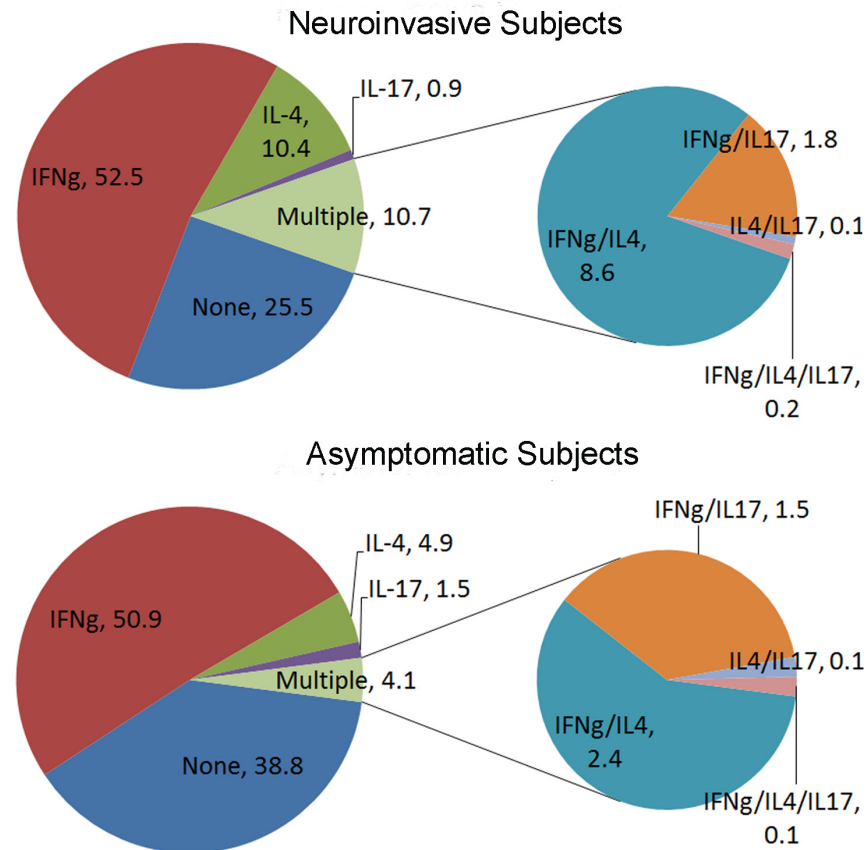 Neuroinvasive Subjects
IL-17, 0.9
IL-4,
10.4
IFNg, 52.5
Multiple, 10.7
None, 25.5
IFNg/IL17, 1.8
IL4/IL17, 0.1
IFNg/IL4,
8.6
IFNg/IL4/IL17,
0.2
Asymptomatic Subjects
IL-4, 4.9
IL-17, 1.5
IFNg, 50.9
Multiple, 4.1
None, 38.8
IFNg/IL17, 1.5
IL4/IL17, 0.1
IFNg/IL4,
2.4
IFNg/IL4/IL17,
0.1